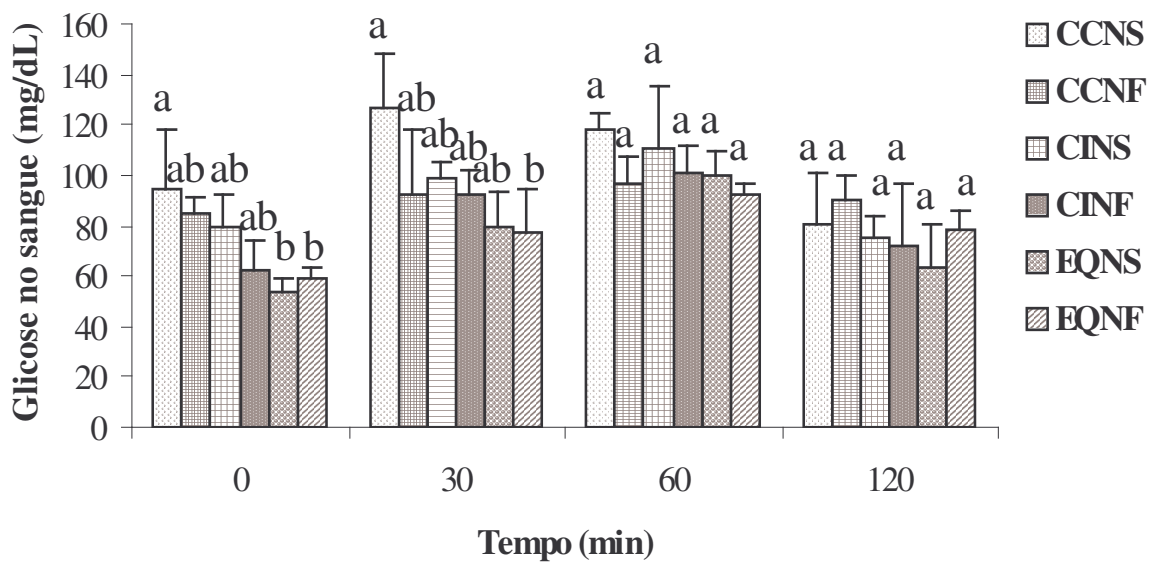 Glicose no sangue (mg/dL)
160
140
120
100
80
60
40
20
0
a ab ab ab b b
a ab ab ab ab b
a a a a a a
a a a a a a
0 30 60 120
Tempo (min)
CCNS
CCNF
CINS
CINF
EQNS
EQNF